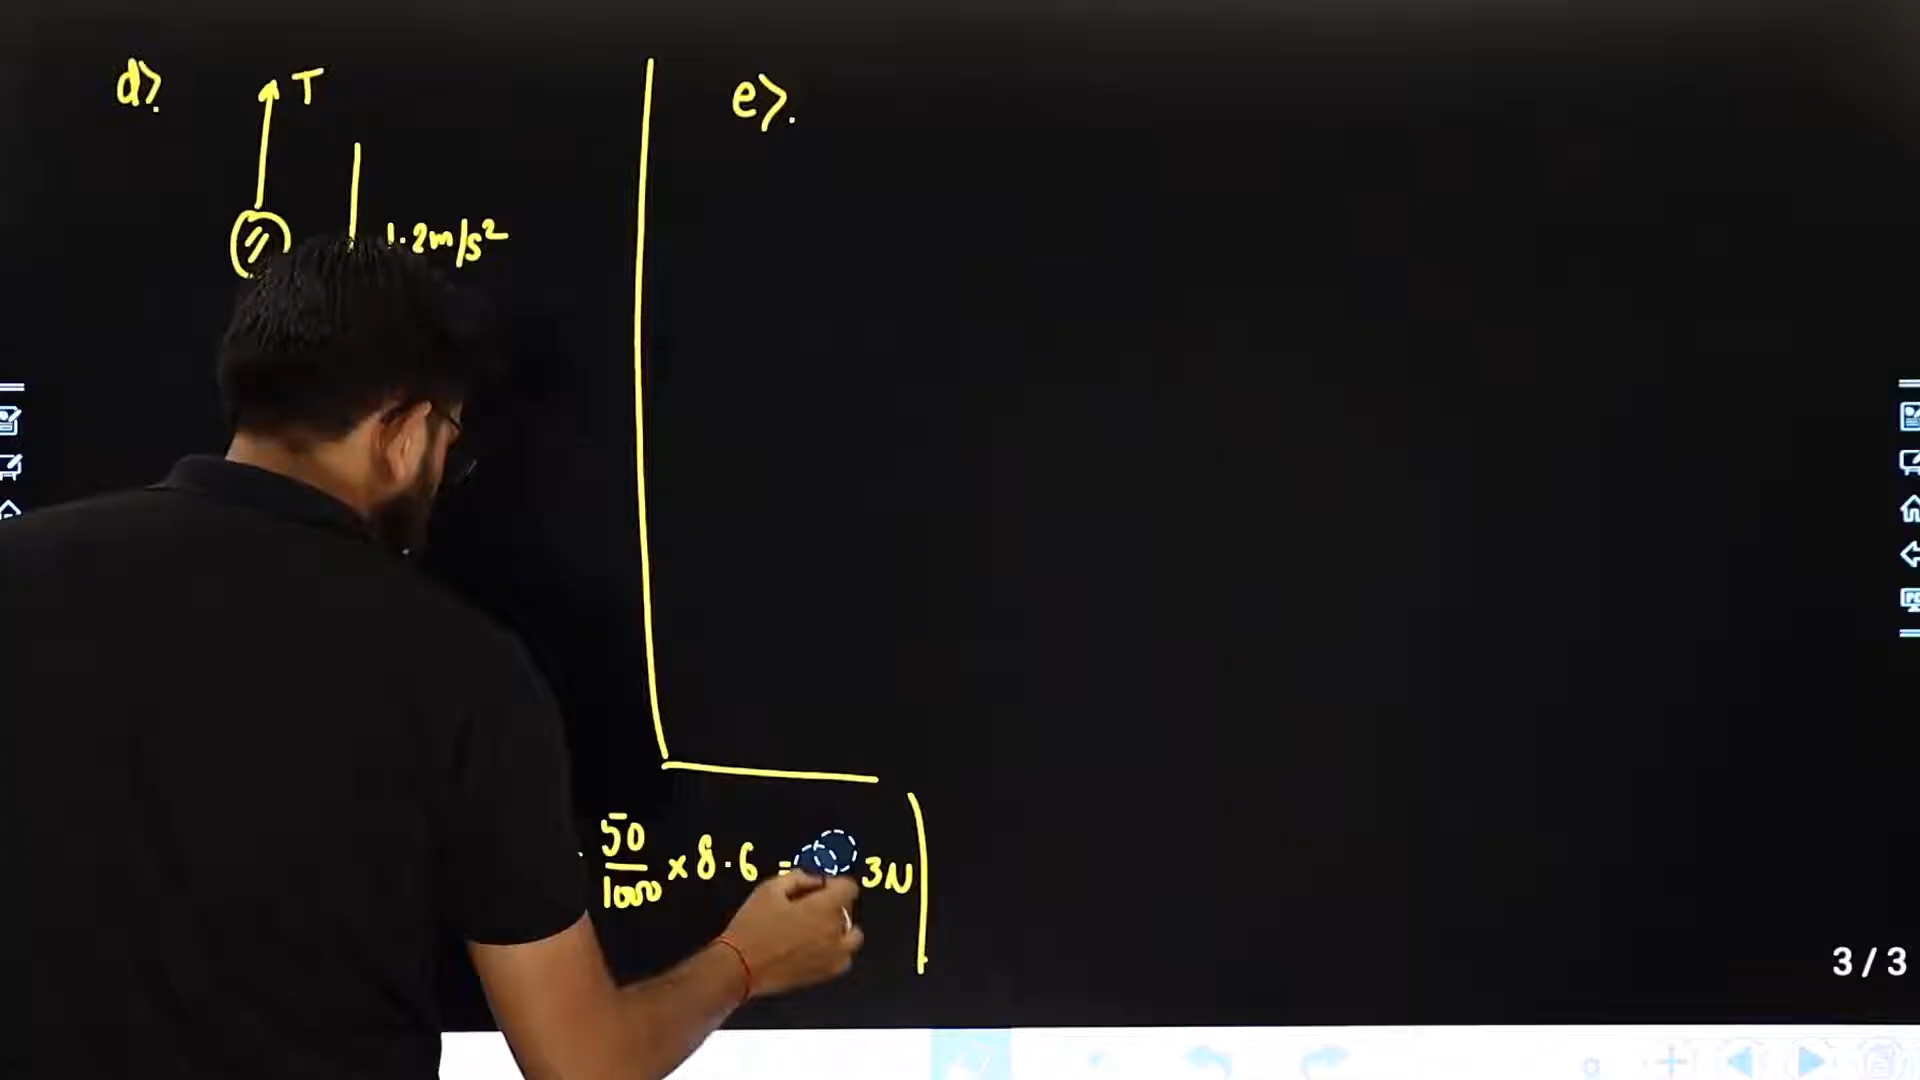 d>.
T
1.2m/s²
e>.
50/1000 × 8.6 = 3N
3 / 3